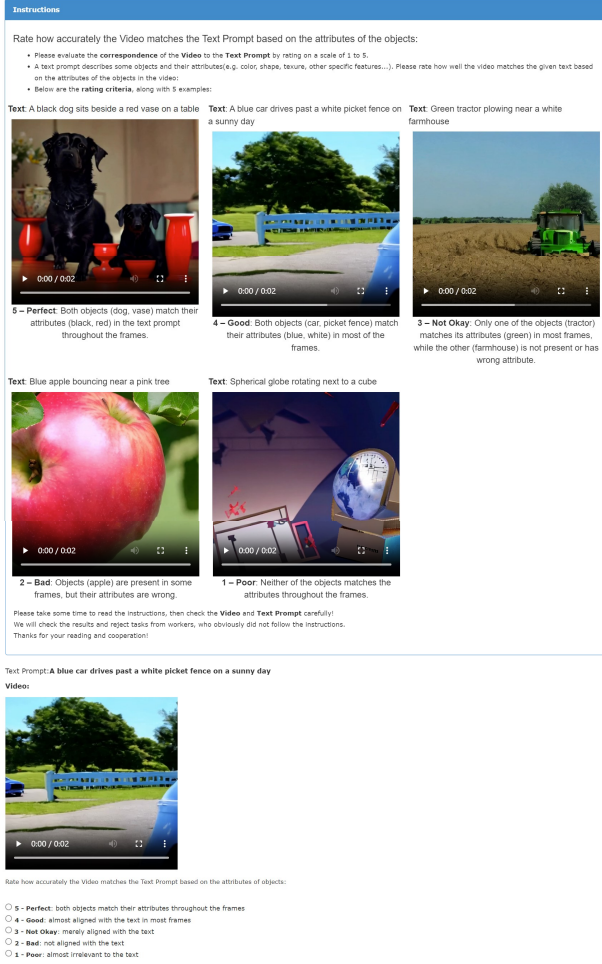 Instructions
Rate how accurately the Video matches the Text Prompt based on the attributes of the objects:
• Please evaluate the correspondence of the Video to the Text Prompt by rating on a scale of 1 to 5.
• A text prompt describes some objects and their attributes(e.g. color, shape, texure, other specific features...). Please rate how well the video matches the given text based
on the attributes of the objects in the video:
• Below are the rating criteria, along with 5 examples:
Text: A black dog sits beside a red vase on a table
0:00 / 0:02
5 – Perfect: Both objects (dog, vase) match their
attributes (black, red) in the text prompt
throughout the frames.
Text: A blue car drives past a white picket fence on
a sunny day
0:00 / 0:02
4 – Good: Both objects (car, picket fence) match
their attributes (blue, white) in most of the
frames.
Text: Green tractor plowing near a white
farmhouse
0:00 / 0:02
3 – Not Okay: Only one of the objects (tractor)
matches its attributes (green) in most frames,
while the other (farmhouse) is not present or has
wrong attribute.
Text: Blue apple bouncing near a pink tree
0:00 / 0:02
2 – Bad: Objects (apple) are present in some
frames, but their attributes are wrong.
Text: Spherical globe rotating next to a cube
0:00 / 0:02
1 – Poor: Neither of the objects matches the
attributes throughout the frames.
Please take some time to read the instructions, then check the Video and Text Prompt carefully!
We will check the results and reject tasks from workers, who obviously did not follow the instructions.
Thanks for your reading and cooperation!
Text Prompt:A blue car drives past a white picket fence on a sunny day
Video:
0:00 / 0:02
Rate how accurately the Video matches the Text Prompt based on the attributes of objects:
5 - Perfect: both objects match their attributes throughout the frames
4 - Good: almost aligned with the text in most frames
3 - Not Okay: merely aligned with the text
2 - Bad: not aligned with the text
1 - Poor: almost irrelevant to the text